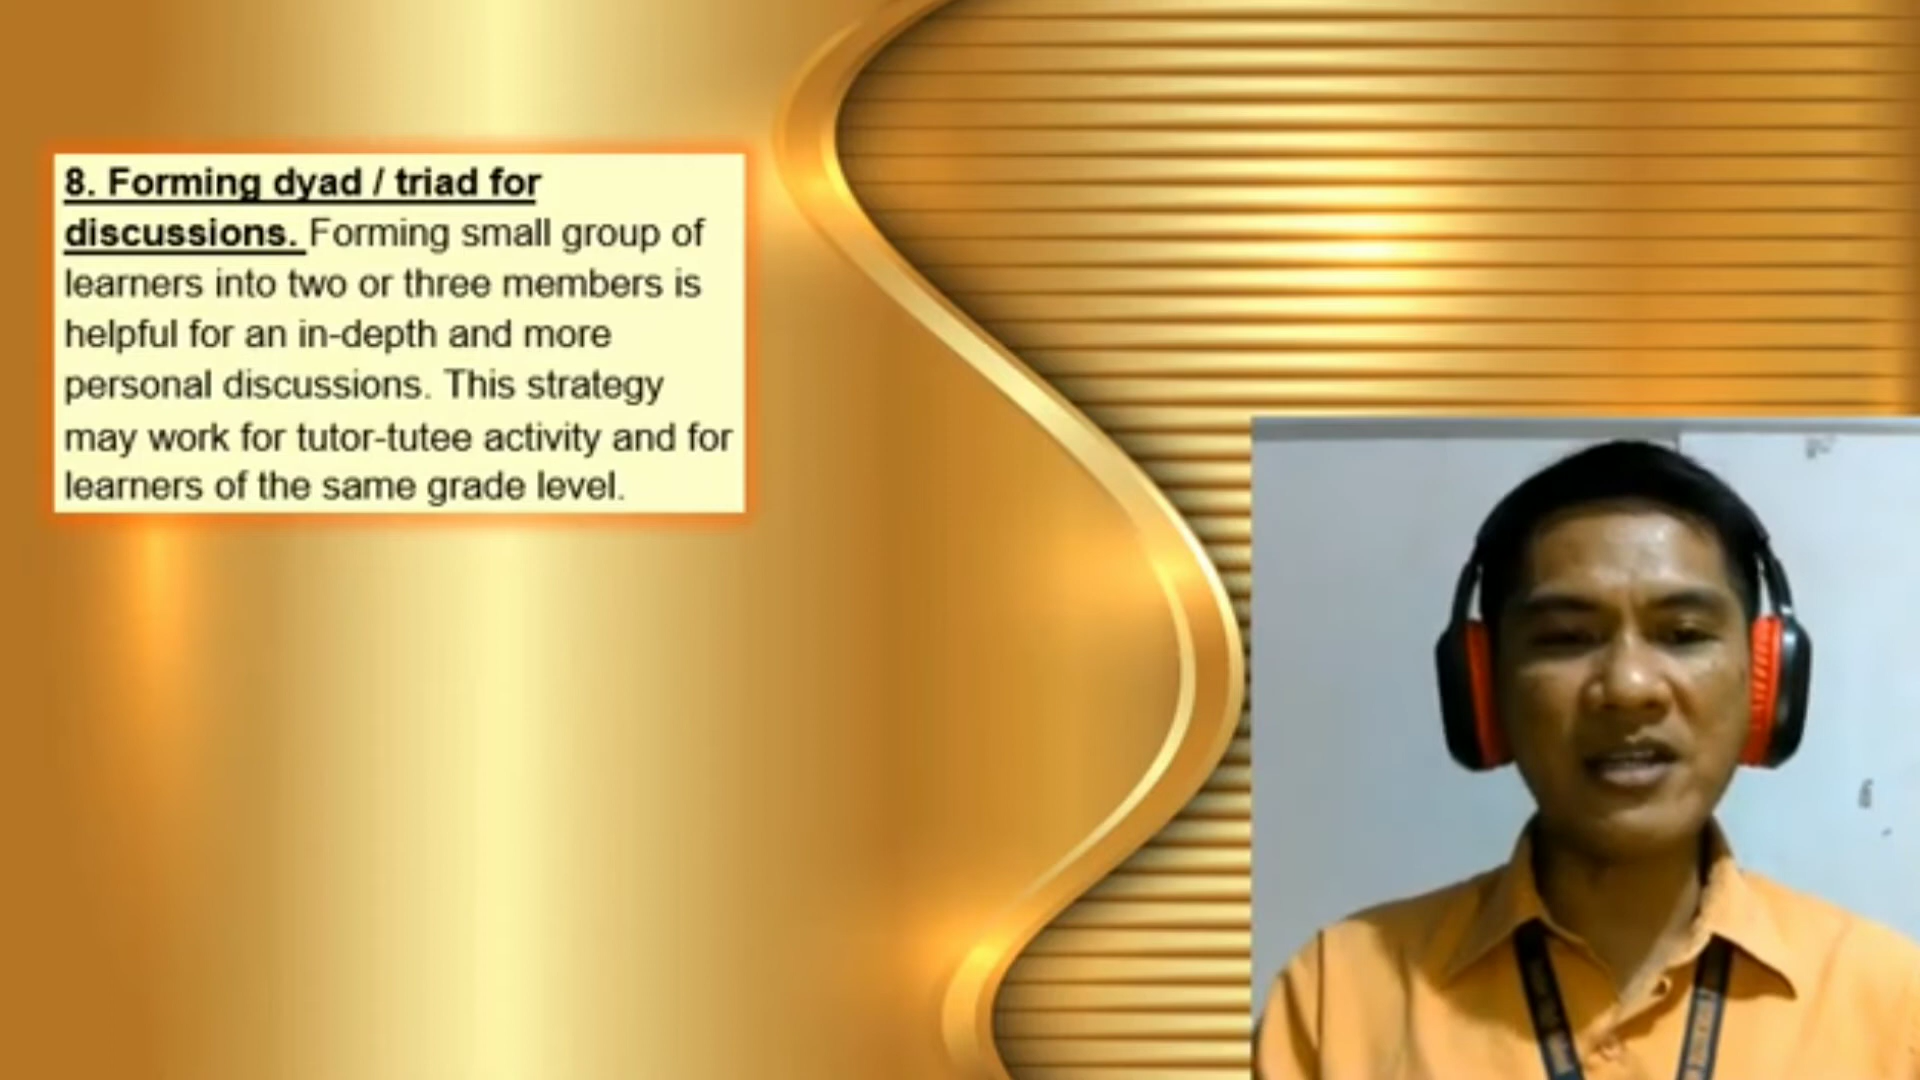 8. Forming dyad / triad for
discussions. Forming small group of
learners into two or three members is
helpful for an in-depth and more
personal discussions. This strategy
may work for tutor-tutee activity and for
learners of the same grade level.